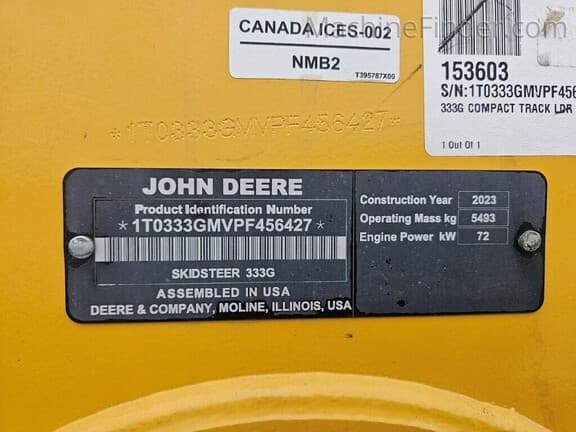 MachineFinder.com
CANADA ICES-002
NMB2
T395787X00
153603
S/N:1T0333GMVPF456
333G COMPACT TRACK LDR
1 Out Of 1
*1T0333GMVPF456427*
JOHN DEERE
Product Identification Number
*1T0333GMVPF456427*
SKIDSTEER 333G
ASSEMBLED IN USA
DEERE & COMPANY, MOLINE, ILLINOIS, USA
Construction Year 2023
Operating Mass kg 5493
Engine Power kW 72